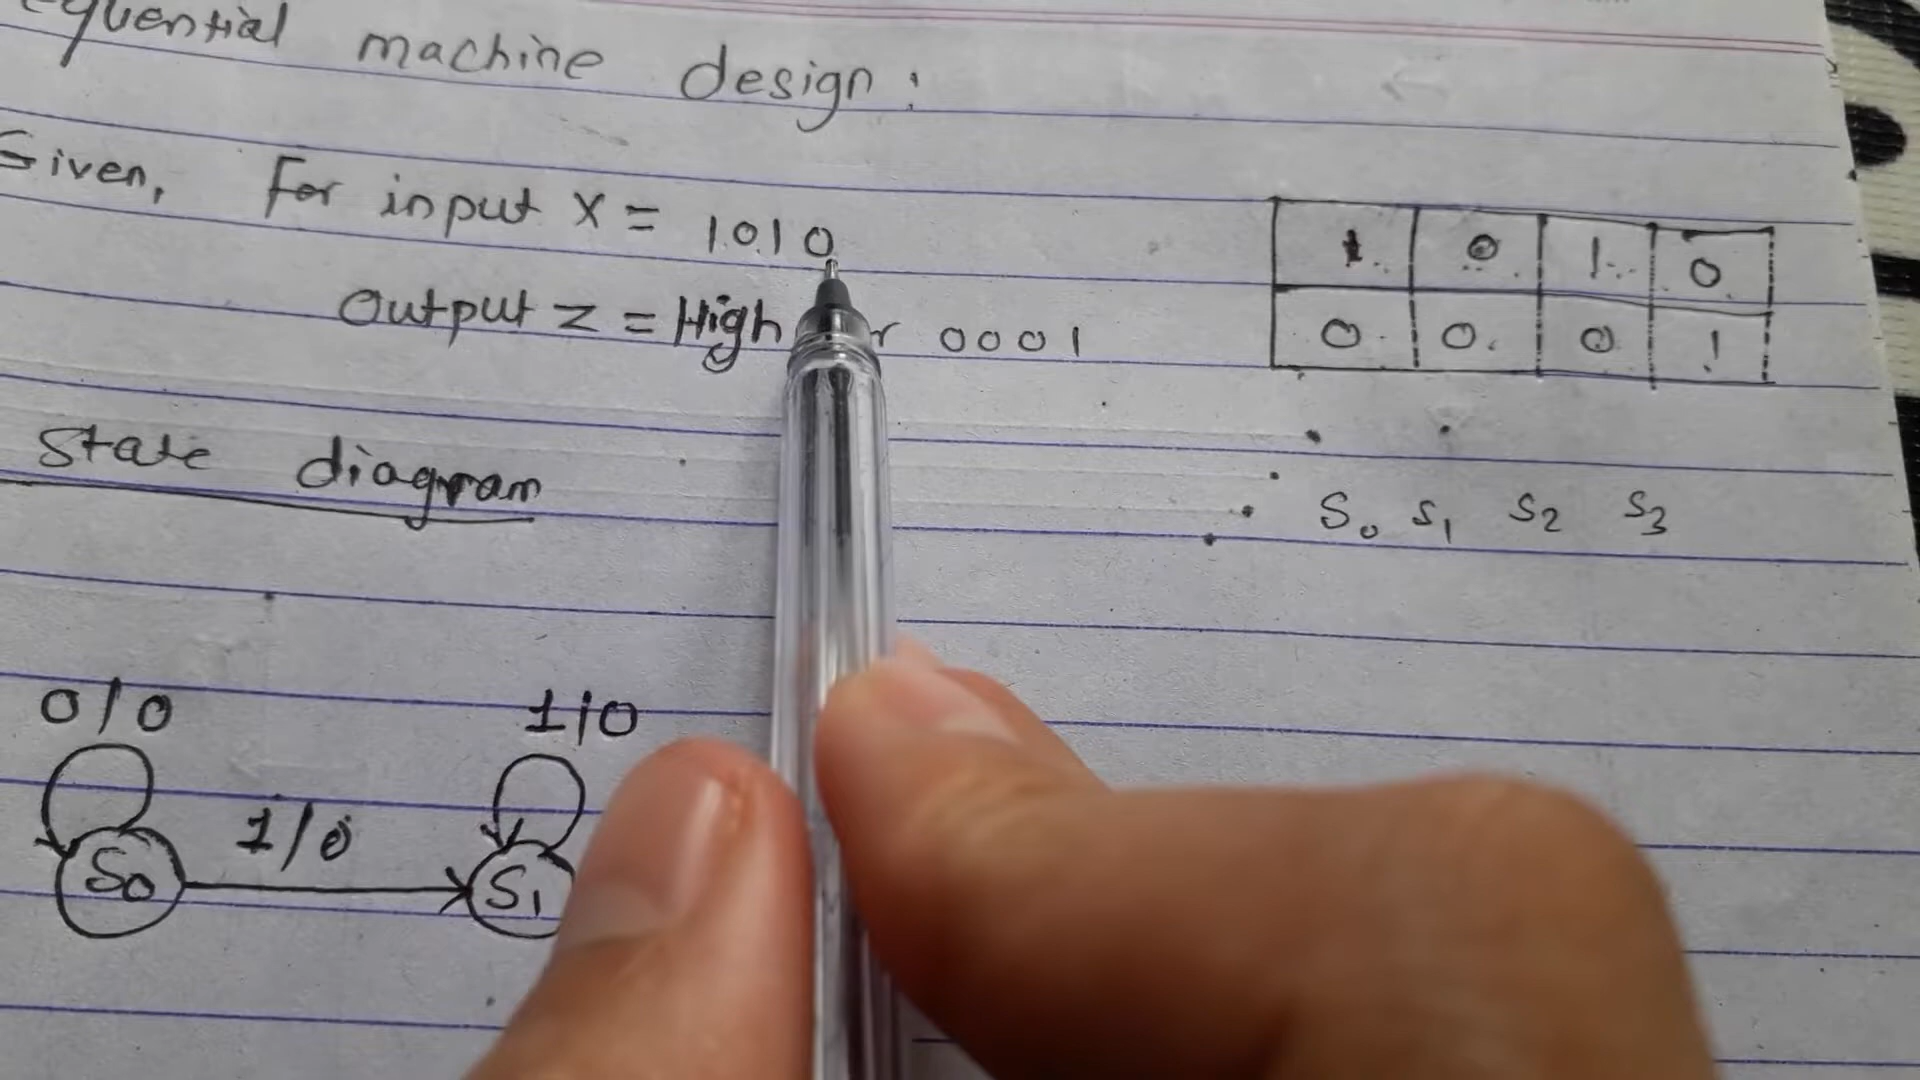 equential machine design:
Given, For input X = 1010
Output Z = High r 0001
1 0 1 0
0 0 0 1
S0 S1 S2 S3
State diagram
0/0 1/0
1/0
S0 S1